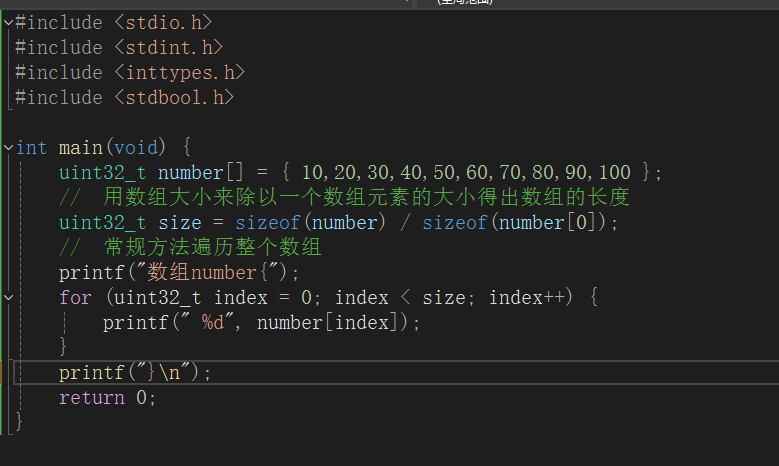 (全局范围)
#include <stdio.h>
#include <stdint.h>
#include <inttypes.h>
#include <stdbool.h>
int main(void) {
uint32_t number[] = { 10,20,30,40,50,60,70,80,90,100 };
// 用数组大小来除以一个数组元素的大小得出数组的长度
uint32_t size = sizeof(number) / sizeof(number[0]);
// 常规方法遍历整个数组
printf("数组number{");
for (uint32_t index = 0; index < size; index++) {
printf(" %d", number[index]);
}
printf("}\n");
return 0;
}